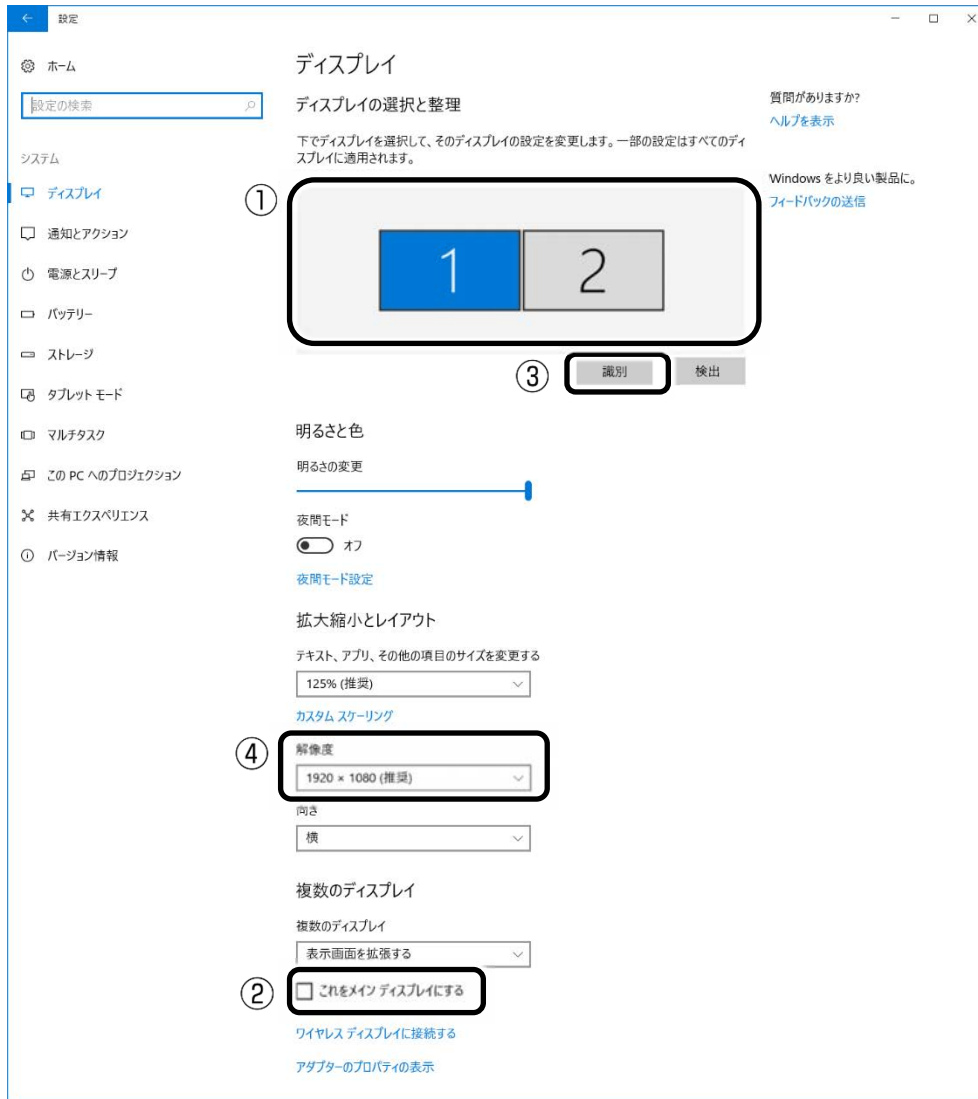 設定
ホーム
設定の検索
システム
ディスプレイ
通知とアクション
電源とスリープ
バッテリー
ストレージ
タブレット モード
マルチタスク
この PC へのプロジェクション
共有エクスペリエンス
バージョン情報
ディスプレイ
ディスプレイの選択と整理
下でディスプレイを選択して、そのディスプレイの設定を変更します。一部の設定はすべてのディ
スプレイに適用されます。
①
1 2
③ 識別 検出
明るさと色
明るさの変更
夜間モード
オフ
夜間モード設定
拡大縮小とレイアウト
テキスト、アプリ、その他の項目のサイズを変更する
125% (推奨)
カスタム スケーリング
④ 解像度
1920 × 1080 (推奨)
向き
横
複数のディスプレイ
複数のディスプレイ
表示画面を拡張する
② これをメイン ディスプレイにする
ワイヤレス ディスプレイに接続する
アダプターのプロパティの表示
質問がありますか?
ヘルプを表示
Windows をより良い製品に。
フィードバックの送信